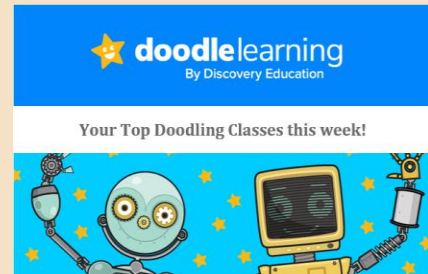 doodlelearning
By Discovery Education
Your Top Doodling Classes this week!